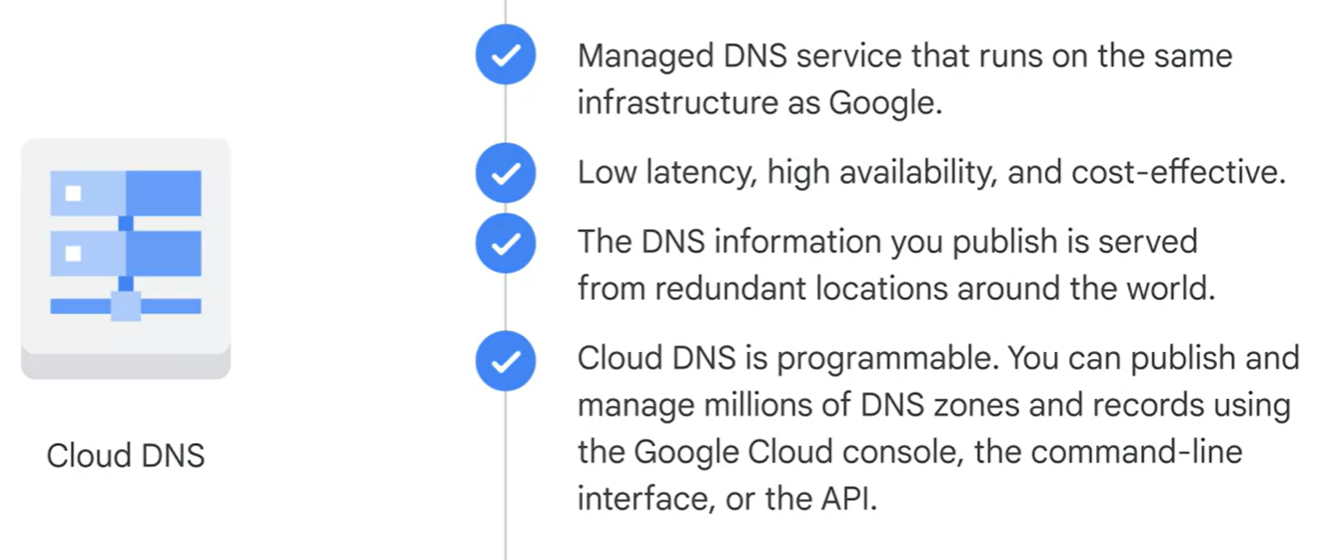 Managed DNS service that runs on the same
infrastructure as Google.
Low latency, high availability, and cost-effective.
The DNS information you publish is served
from redundant locations around the world.
Cloud DNS is programmable. You can publish and
manage millions of DNS zones and records using
the Google Cloud console, the command-line
interface, or the API.
Cloud DNS